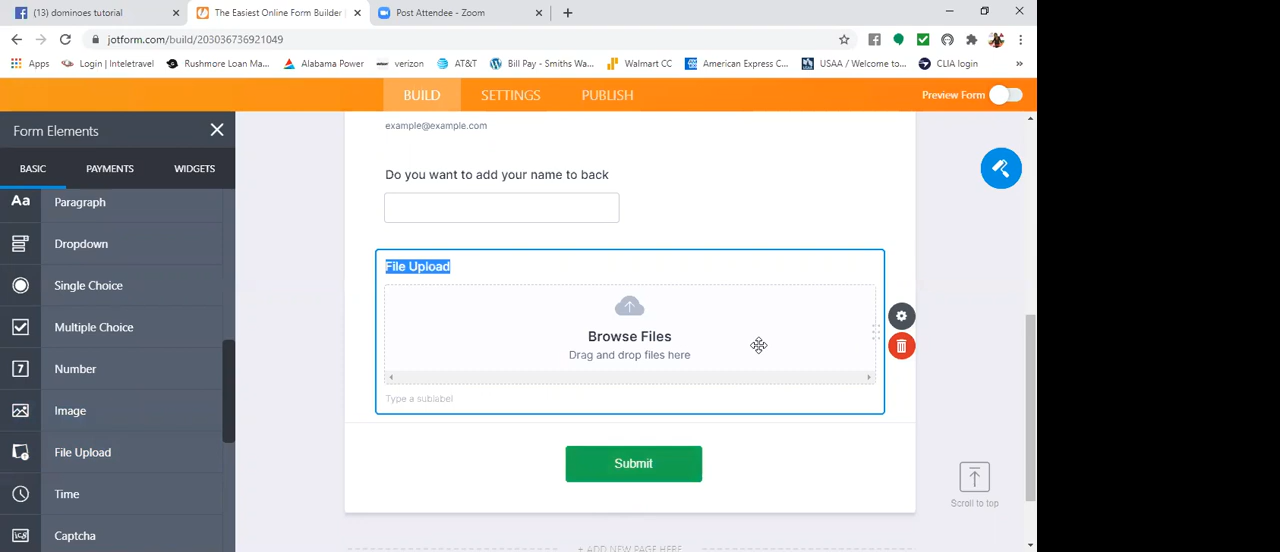 (13) dominoes tutorial
The Easiest Online Form Builder
Post Attendee - Zoom
jotform.com/build/203036736921049
Apps
Login | Inteletravel
Rushmore Loan Ma...
Alabama Power
verizon
AT&T
Bill Pay - Smiths Wa...
Walmart CC
American Express C...
USAA / Welcome to...
CLIA login
»
BUILD
SETTINGS
PUBLISH
Preview Form
Form Elements
BASIC
PAYMENTS
WIDGETS
Aa Paragraph
Dropdown
Single Choice
Multiple Choice
7 Number
Image
File Upload
Time
Captcha
example@example.com
Do you want to add your name to back
File Upload
Browse Files
Drag and drop files here
Type a sublabel
Submit
Scroll to top
+ ADD NEW PAGE HERE